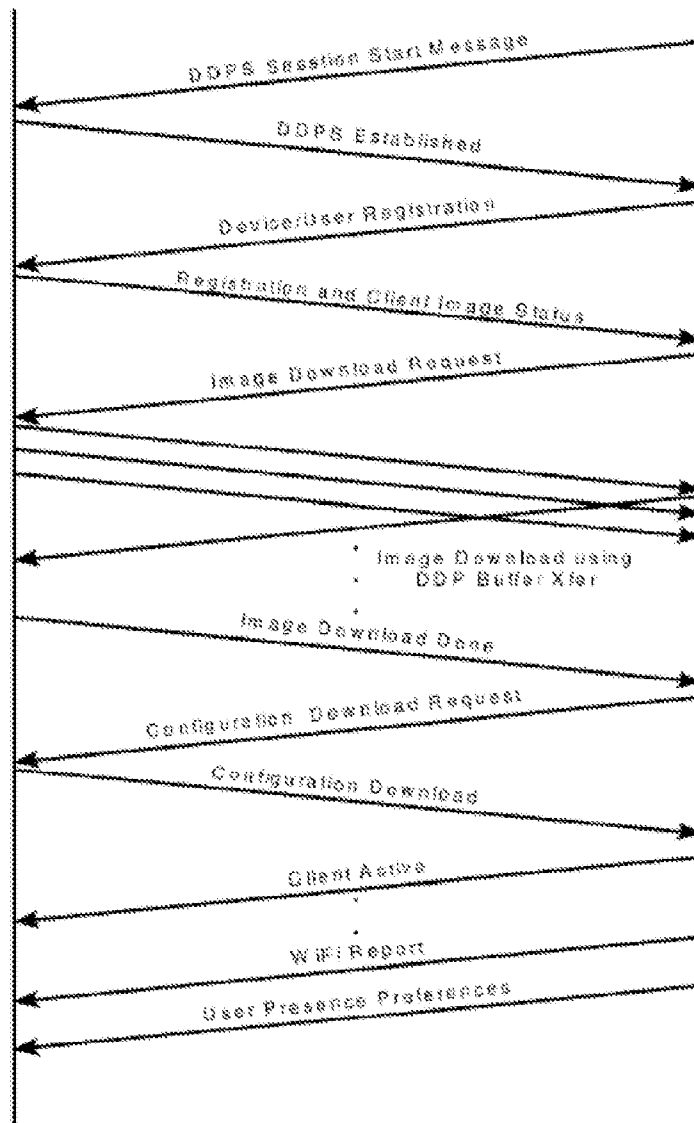 DDPS Session Start Message
DDPS Established
Device/User Registration
Registration and Client Image Status
Image Download Request
Image Download using
DDP Buffer Xfer
Image Download Done
Configuration Download Request
Configuration Download
Client Active
WiFi Report
User Presence Preferences